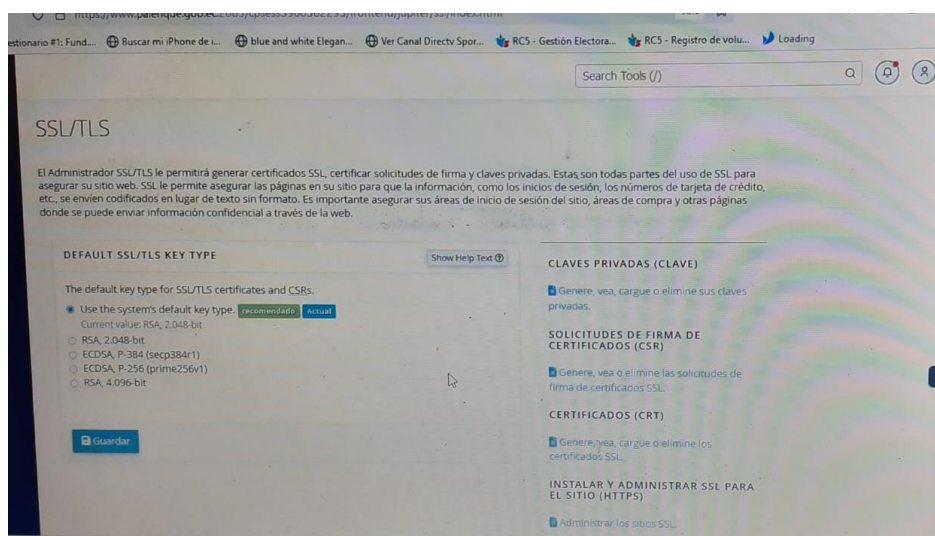 estionario #1: Fund... Buscar mi iPhone de i... blue and white Elegan... Ver Canal Directv Spor... RC5 - Gestión Electora... RC5 - Registro de volu... Loading
Search Tools (/)
SSL/TLS
El Administrador SSL/TLS le permitirá generar certificados SSL, certificar solicitudes de firma y claves privadas. Estas son todas partes del uso de SSL para
asegurar su sitio web. SSL le permite asegurar las páginas en su sitio para que la información, como los inicios de sesión, los números de tarjeta de crédito,
etc., se envíen codificados en lugar de texto sin formato. Es importante asegurar sus áreas de inicio de sesión del sitio, áreas de compra y otras páginas
donde se puede enviar información confidencial a través de la web.
DEFAULT SSL/TLS KEY TYPE
Show Help Text
The default key type for SSL/TLS certificates and CSRs.
Use the system's default key type. recomendado Actual
Current value: RSA, 2.048-bit
RSA, 2.048-bit
ECDSA, P-384 (secp384r1)
ECDSA, P-256 (prime256v1)
RSA, 4.096-bit
Guardar
CLAVES PRIVADAS (CLAVE)
Genere, vea, cargue o elimine sus claves
privadas.
SOLICITUDES DE FIRMA DE
CERTIFICADOS (CSR)
Genere, vea o elimine las solicitudes de
firma de certificados SSL.
CERTIFICADOS (CRT)
Genere, vea, cargue o elimine los
certificados SSL.
INSTALAR Y ADMINISTRAR SSL PARA
EL SITIO (HTTPS)
Administrar los sitios SSL.